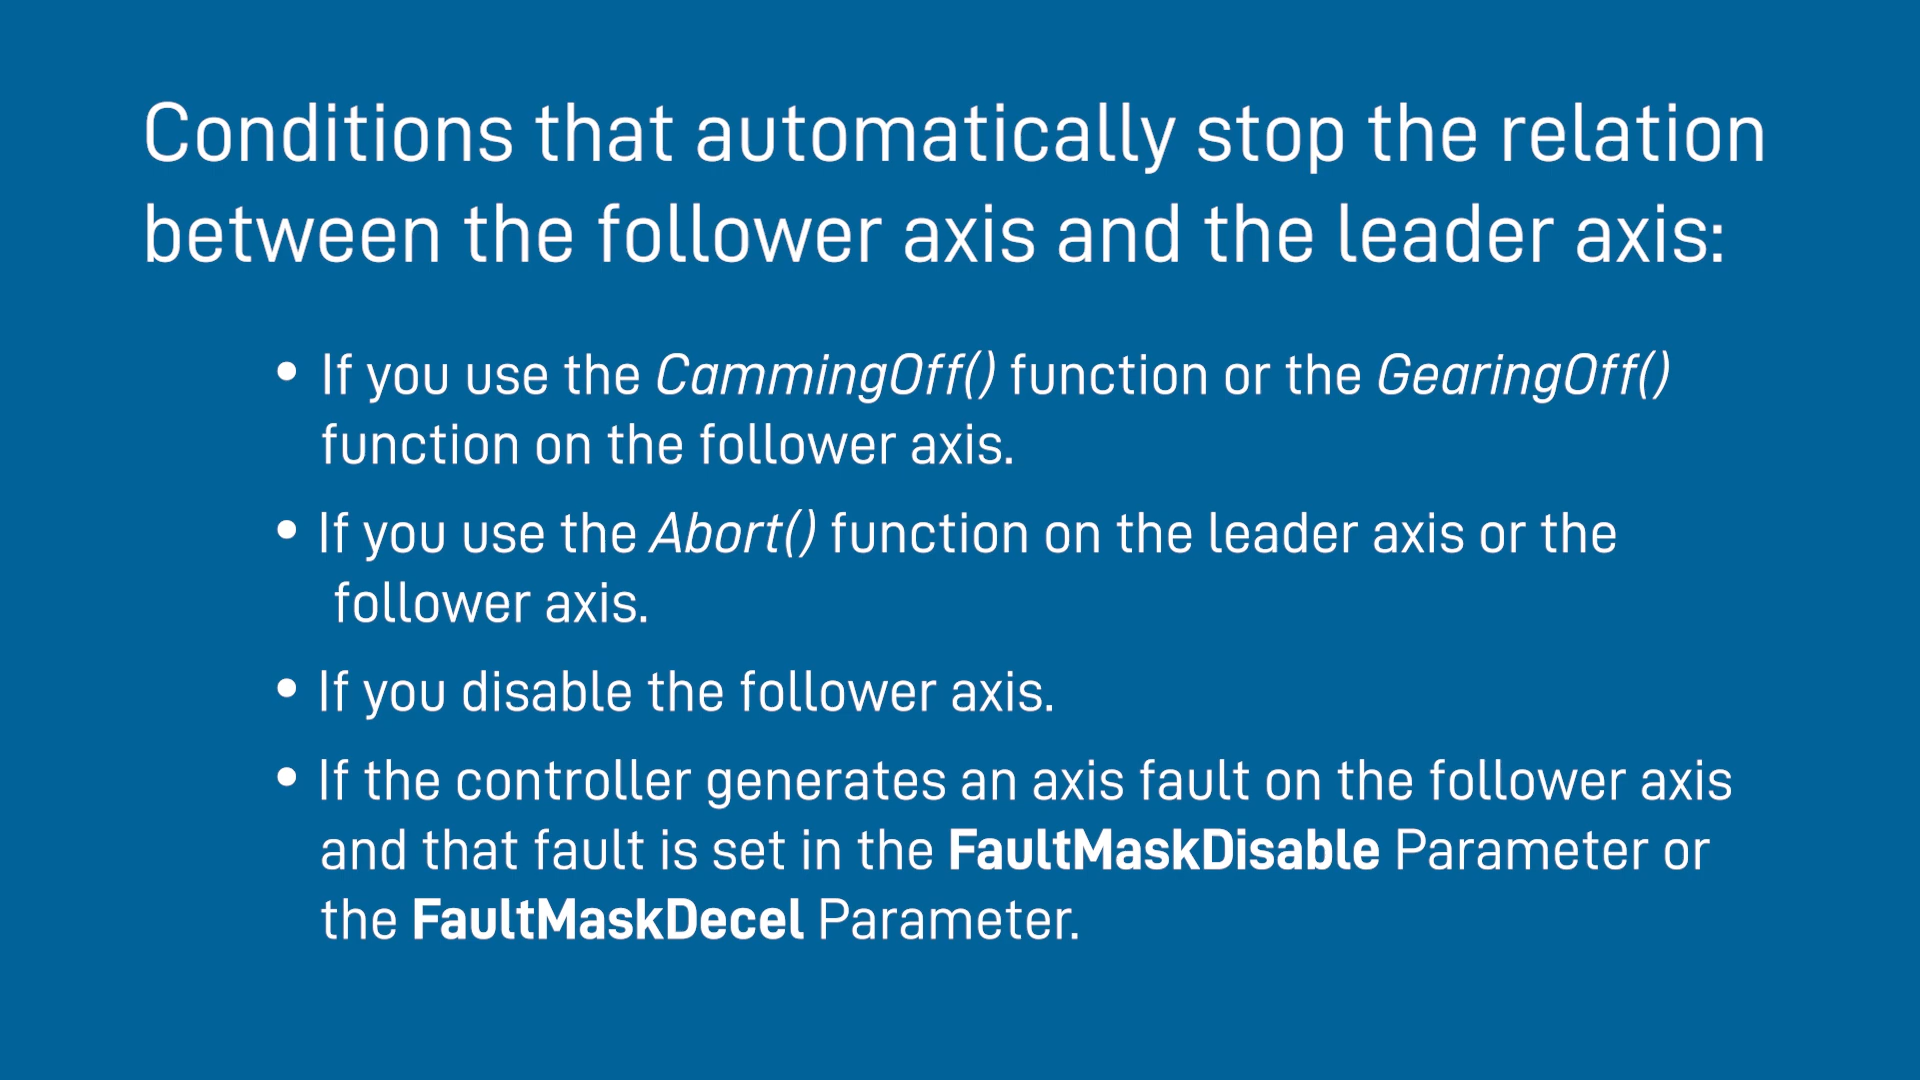 Conditions that automatically stop the relation
between the follower axis and the leader axis:
• If you use the CammingOff() function or the GearingOff()
function on the follower axis.
• If you use the Abort() function on the leader axis or the
follower axis.
• If you disable the follower axis.
• If the controller generates an axis fault on the follower axis
and that fault is set in the FaultMaskDisable Parameter or
the FaultMaskDecel Parameter.